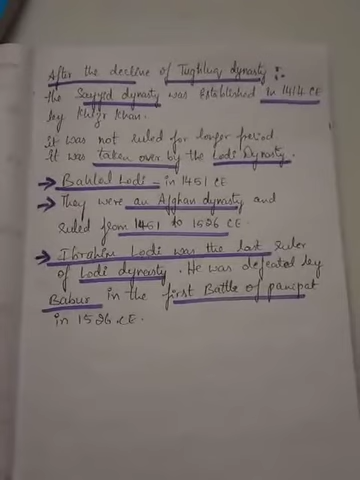 After the decline of Tughluq dynasty :-
the Sayyid dynasty was established in 1414 CE
by Khizr Khan.
it was not ruled for longer period
It was taken over by the Lodi Dynasty.
→ Bahlol Lodi - in 1451 CE
→ They were an Afghan dynasty and
ruled from 1451 to 1526 CE.
→ Ibrahim Lodi was the last ruler
of Lodi dynasty. He was defeated by
Babur in the first Battle of panipat
in 1526 CE.